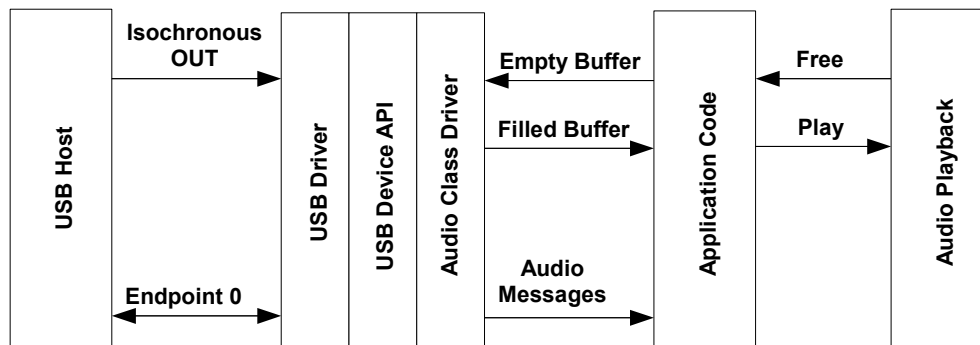 USB Host
Isochronous
OUT
Endpoint 0
USB Driver
USB Device API
Audio Class Driver
Empty Buffer
Filled Buffer
Audio
Messages
Application Code
Free
Play
Audio Playback